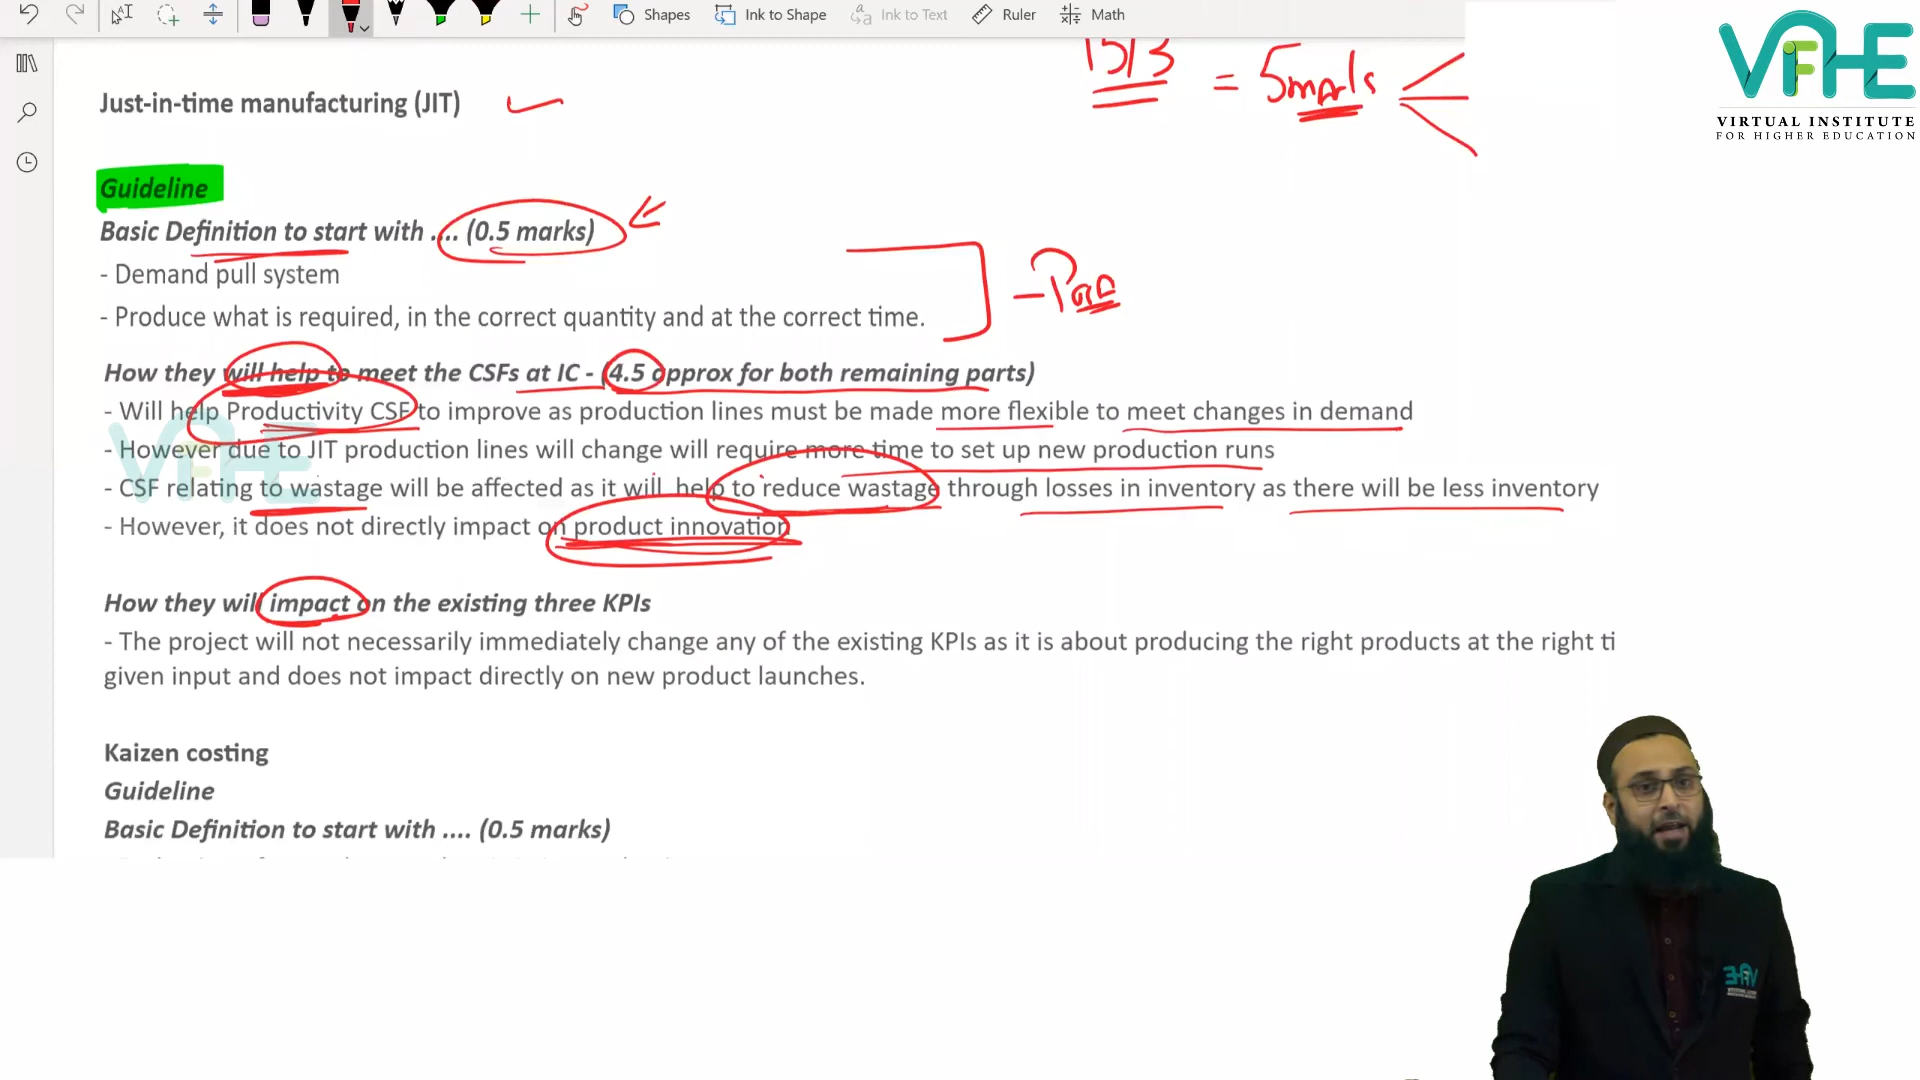 Shapes Ink to Shape Ink to Text Ruler Math
VIFHE
VIRTUAL INSTITUTE
FOR HIGHER EDUCATION
15/3 = 5 marks
Just-in-time manufacturing (JIT)
Guideline
Basic Definition to start with .... (0.5 marks)
- Demand pull system
- Produce what is required, in the correct quantity and at the correct time.
How they will help to meet the CSFs at IC - (4.5 approx for both remaining parts)
- Will help Productivity CSF to improve as production lines must be made more flexible to meet changes in demand
- However due to JIT production lines will change will require more time to set up new production runs
- CSF relating to wastage will be affected as it will help to reduce wastage through losses in inventory as there will be less inventory
- However, it does not directly impact on product innovation
How they will impact on the existing three KPIs
- The project will not necessarily immediately change any of the existing KPIs as it is about producing the right products at the right ti
given input and does not impact directly on new product launches.
Kaizen costing
Guideline
Basic Definition to start with .... (0.5 marks)